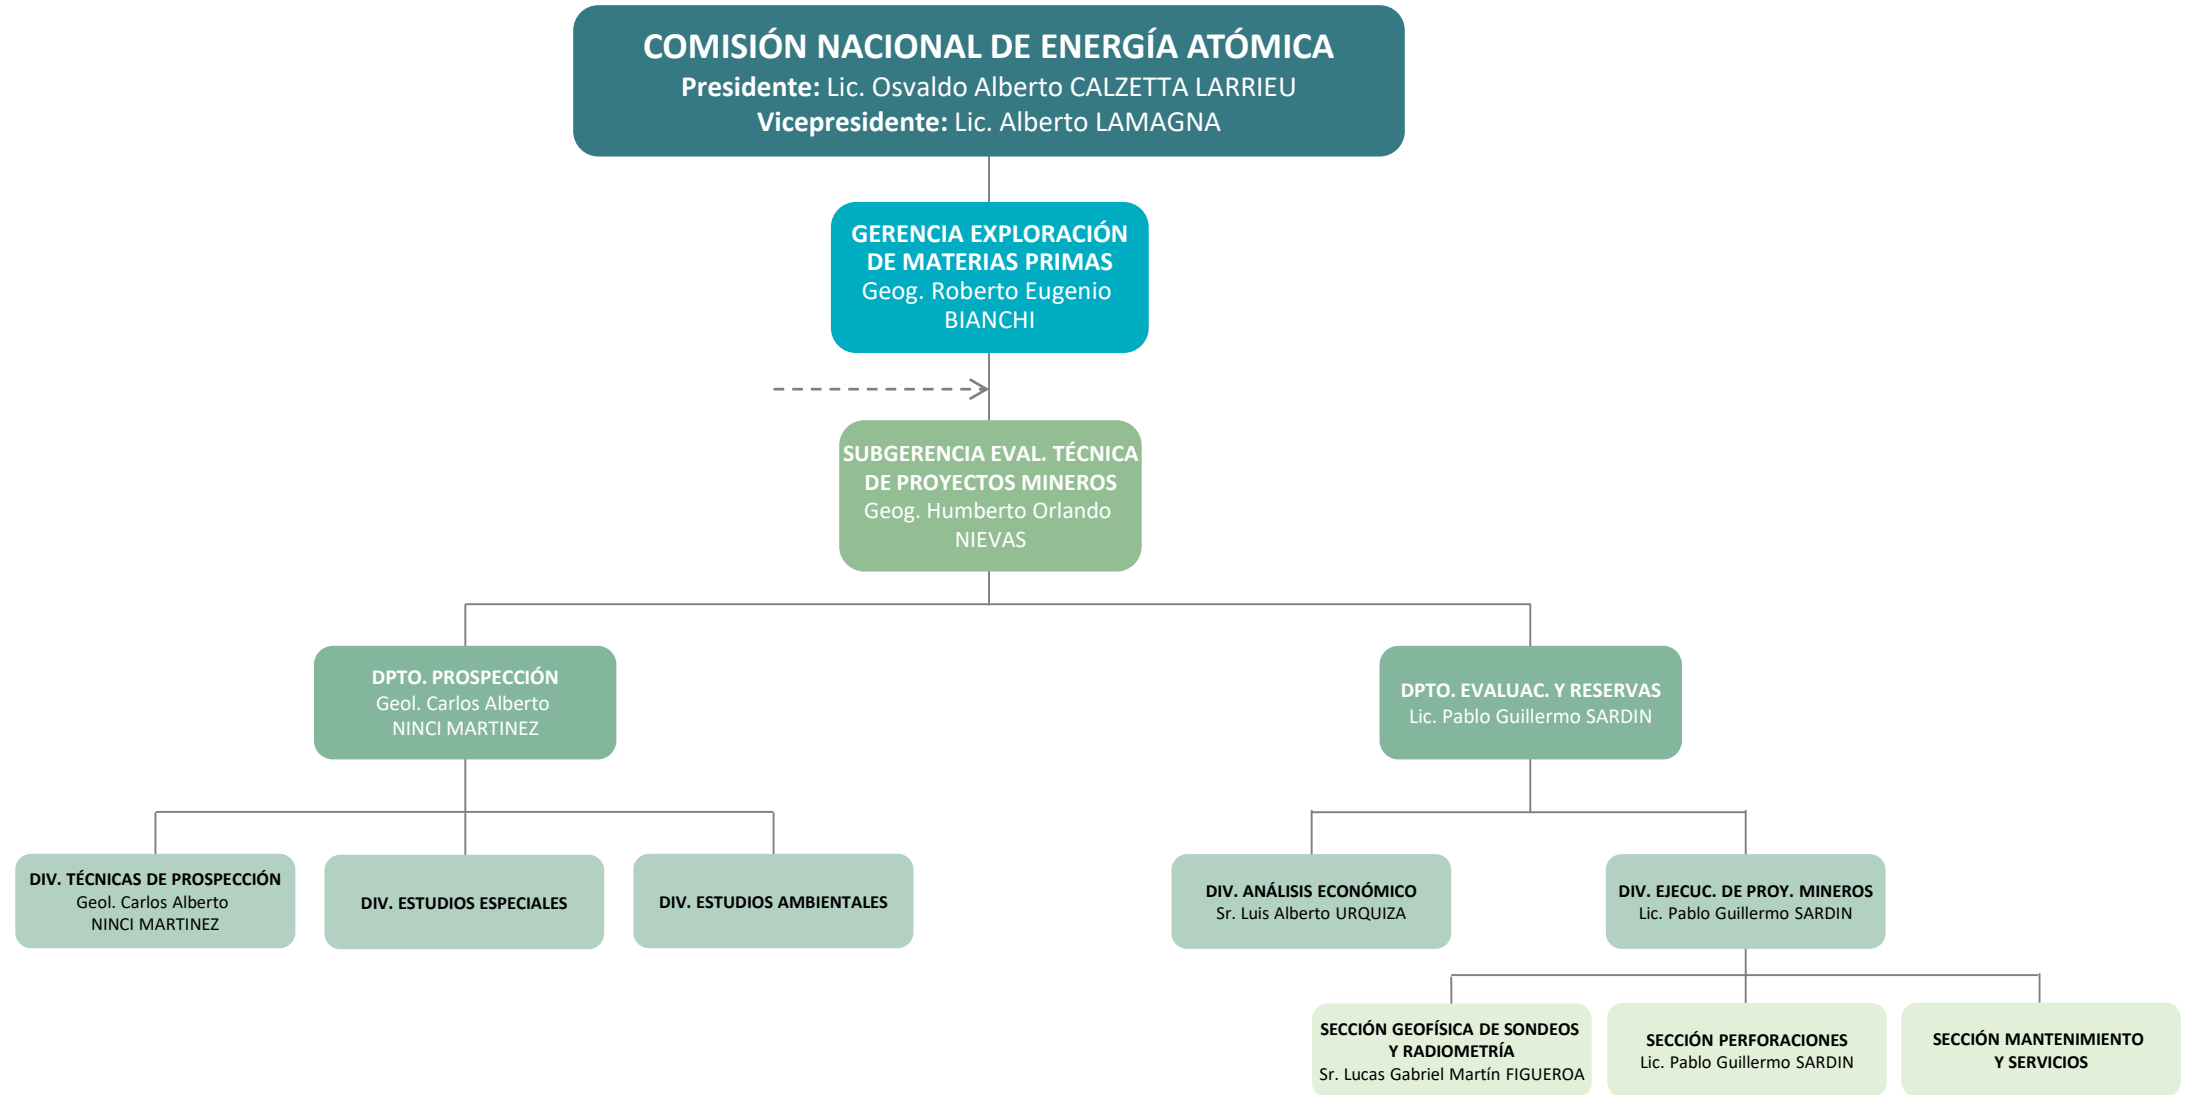 COMISIÓN NACIONAL DE ENERGÍA ATÓMICA
Presidente: Lic. Osvaldo Alberto CALZETTA LARRIEU
Vicepresidente: Lic. Alberto LAMAGNA
GERENCIA EXPLORACIÓN
DE MATERIAS PRIMAS
Geog. Roberto Eugenio
BIANCHI
SUBGERENCIA EVAL. TÉCNICA
DE PROYECTOS MINEROS
Geog. Humberto Orlando
NIEVAS
DPTO. PROSPECCIÓN
Geol. Carlos Alberto
NINCI MARTINEZ
DPTO. EVALUAC. Y RESERVAS
Lic. Pablo Guillermo SARDIN
DIV. TÉCNICAS DE PROSPECCIÓN
Geol. Carlos Alberto
NINCI MARTINEZ
DIV. ESTUDIOS ESPECIALES
DIV. ESTUDIOS AMBIENTALES
DIV. ANÁLISIS ECONÓMICO
Sr. Luis Alberto URQUIZA
DIV. EJECUC. DE PROY. MINEROS
Lic. Pablo Guillermo SARDIN
SECCIÓN GEOFÍSICA DE SONDEOS
Y RADIOMETRÍA
Sr. Lucas Gabriel Martín FIGUEROA
SECCIÓN PERFORACIONES
Lic. Pablo Guillermo SARDIN
SECCIÓN MANTENIMIENTO
Y SERVICIOS